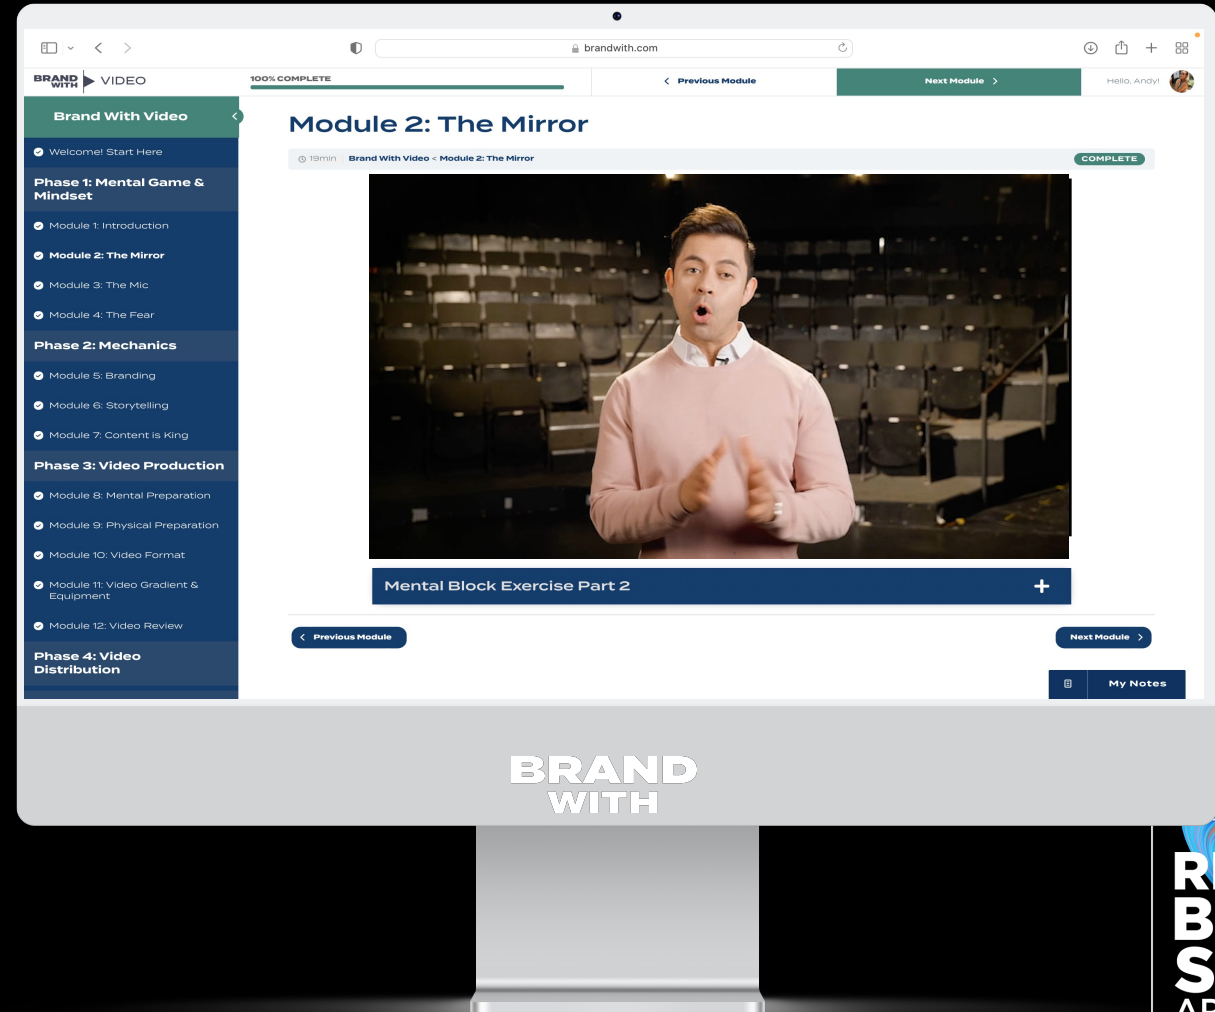 brandwith.com
BRAND WITH VIDEO
100% COMPLETE
Previous Module
Next Module
Hello, Andy!
Brand With Video
Welcome! Start Here
Phase 1: Mental Game &
Mindset
Module 1: Introduction
Module 2: The Mirror
Module 3: The Mic
Module 4: The Fear
Phase 2: Mechanics
Module 5: Branding
Module 6: Storytelling
Module 7: Content is King
Phase 3: Video Production
Module 8: Mental Preparation
Module 9: Physical Preparation
Module 10: Video Format
Module 11: Video Gradient &
Equipment
Module 12: Video Review
Phase 4: Video
Distribution
Module 2: The Mirror
19min Brand With Video < Module 2: The Mirror
COMPLETE
Mental Block Exercise Part 2
Previous Module
Next Module
My Notes
BRAND
WITH